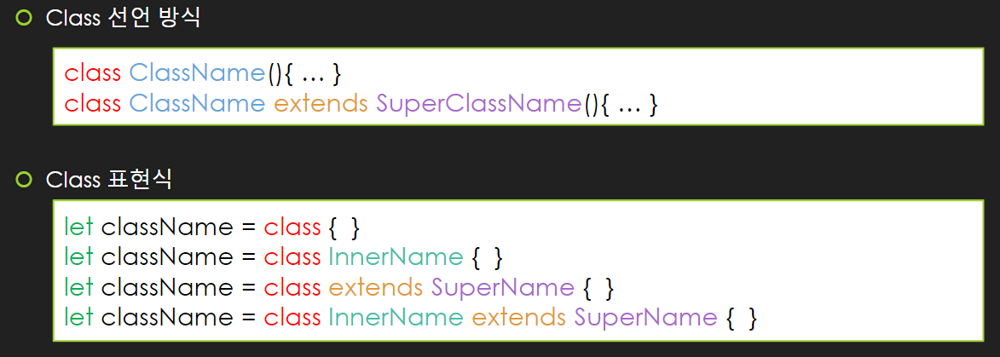 Class 선언 방식
class ClassName(){ ... }
class ClassName extends SuperClassName(){ ... }
Class 표현식
let className = class {  }
let className = class InnerName {  }
let className = class extends SuperName {  }
let className = class InnerName extends SuperName {  }